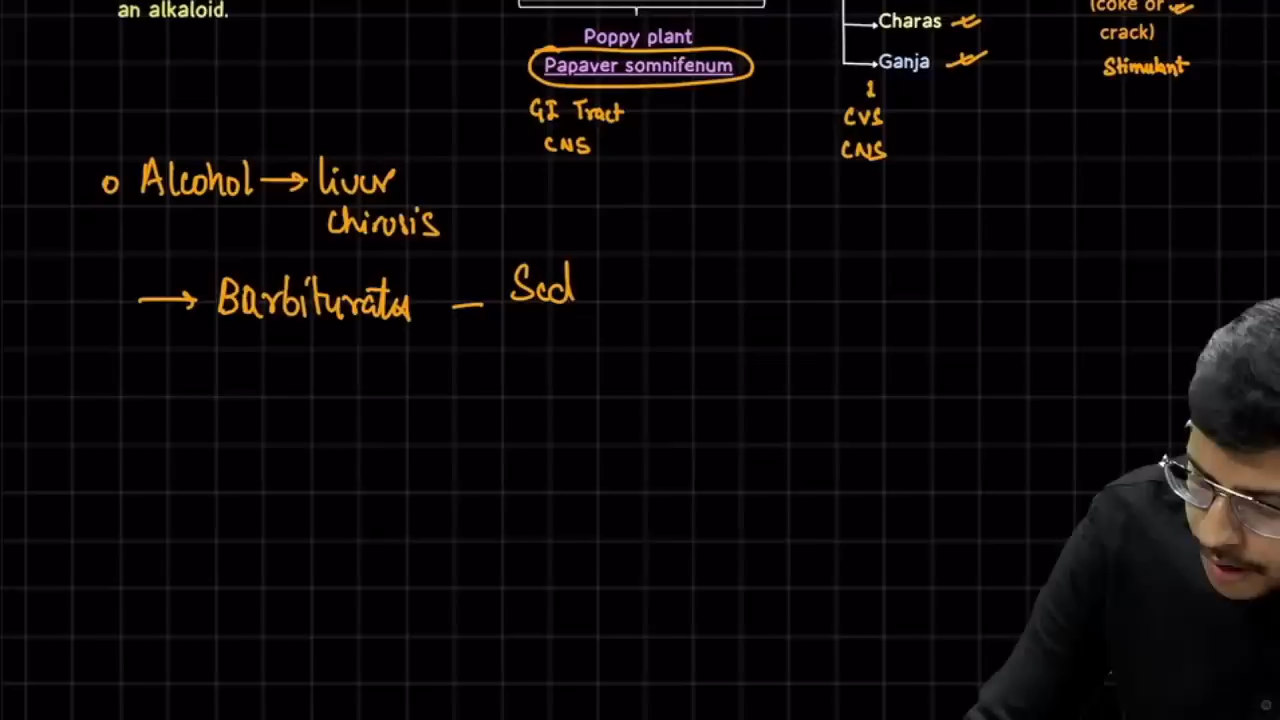 an alkaloid.
Poppy plant
Papaver somnifenum
GI Tract
CNS
Charas
Ganja
CVS
CNS
(coke or
crack)
Stimulant
o Alcohol → liver
chirosis
→ Barbiturates – Sed